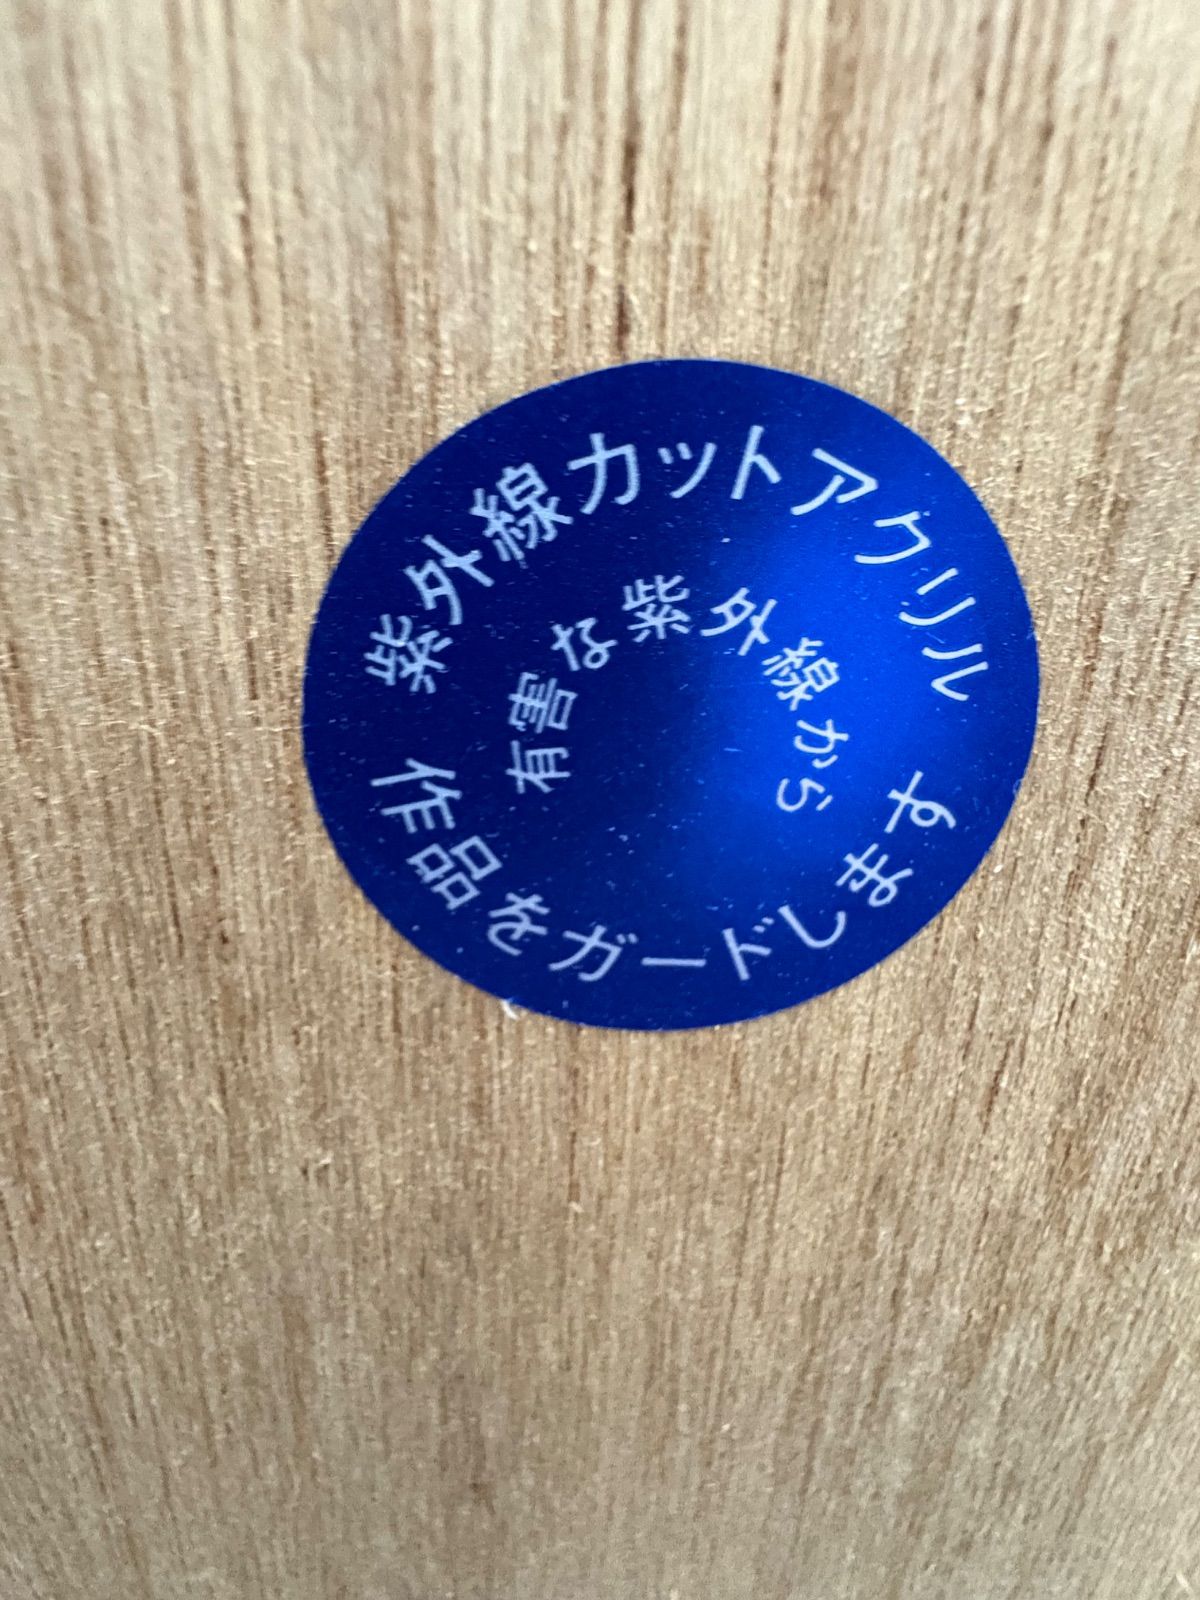 紫外線カットアクリル
有害な紫外線から
作品をガードします